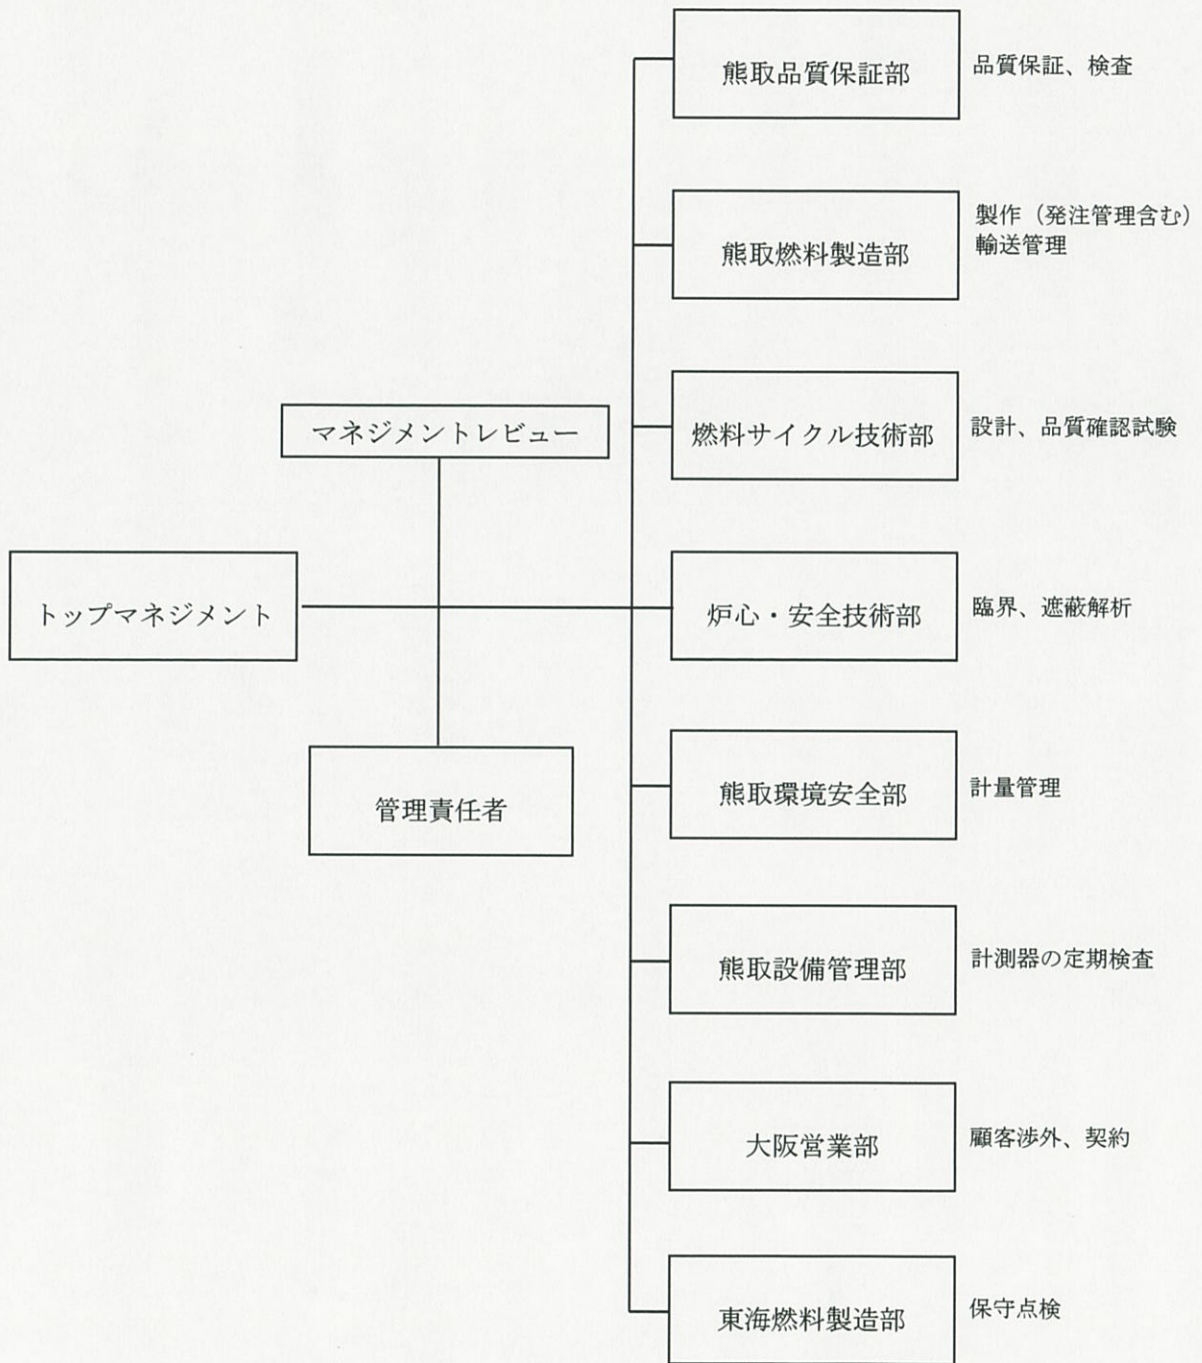 熊取品質保証部
品質保証、検査
熊取燃料製造部
製作（発注管理含む）
輸送管理
マネジメントレビュー
燃料サイクル技術部
設計、品質確認試験
トップマネジメント
炉心・安全技術部
臨界、遮蔽解析
管理責任者
熊取環境安全部
計量管理
熊取設備管理部
計測器の定期検査
大阪営業部
顧客渉外、契約
東海燃料製造部
保守点検